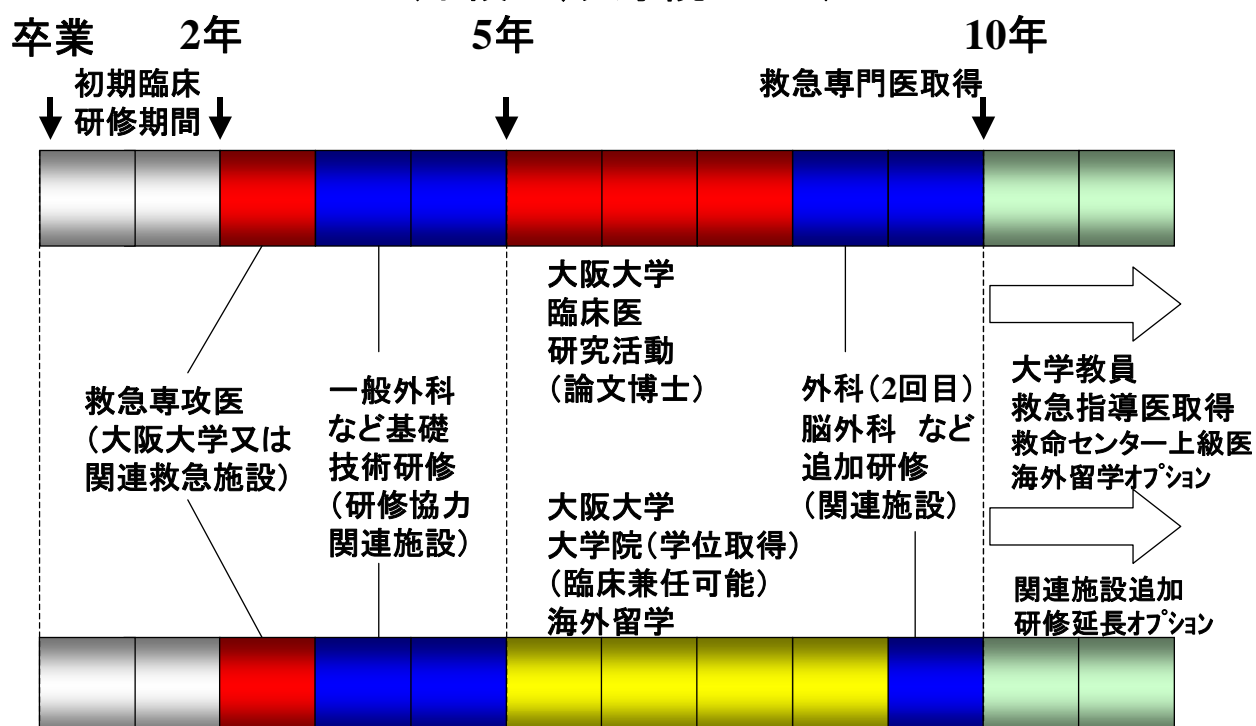 卒業
2年
5年
10年
初期臨床
研修期間
救急専門医取得
大阪大学
臨床医
研究活動
(論文博士)
救急専攻医
(大阪大学又は
関連救急施設)
一般外科
など基礎
技術研修
(研修協力
関連施設)
外科(2回目)
脳外科 など
追加研修
(関連施設)
大学教員
救急指導医取得
救命センター上級医
海外留学オプション
大阪大学
大学院(学位取得)
(臨床兼任可能)
海外留学
関連施設追加
研修延長オプション